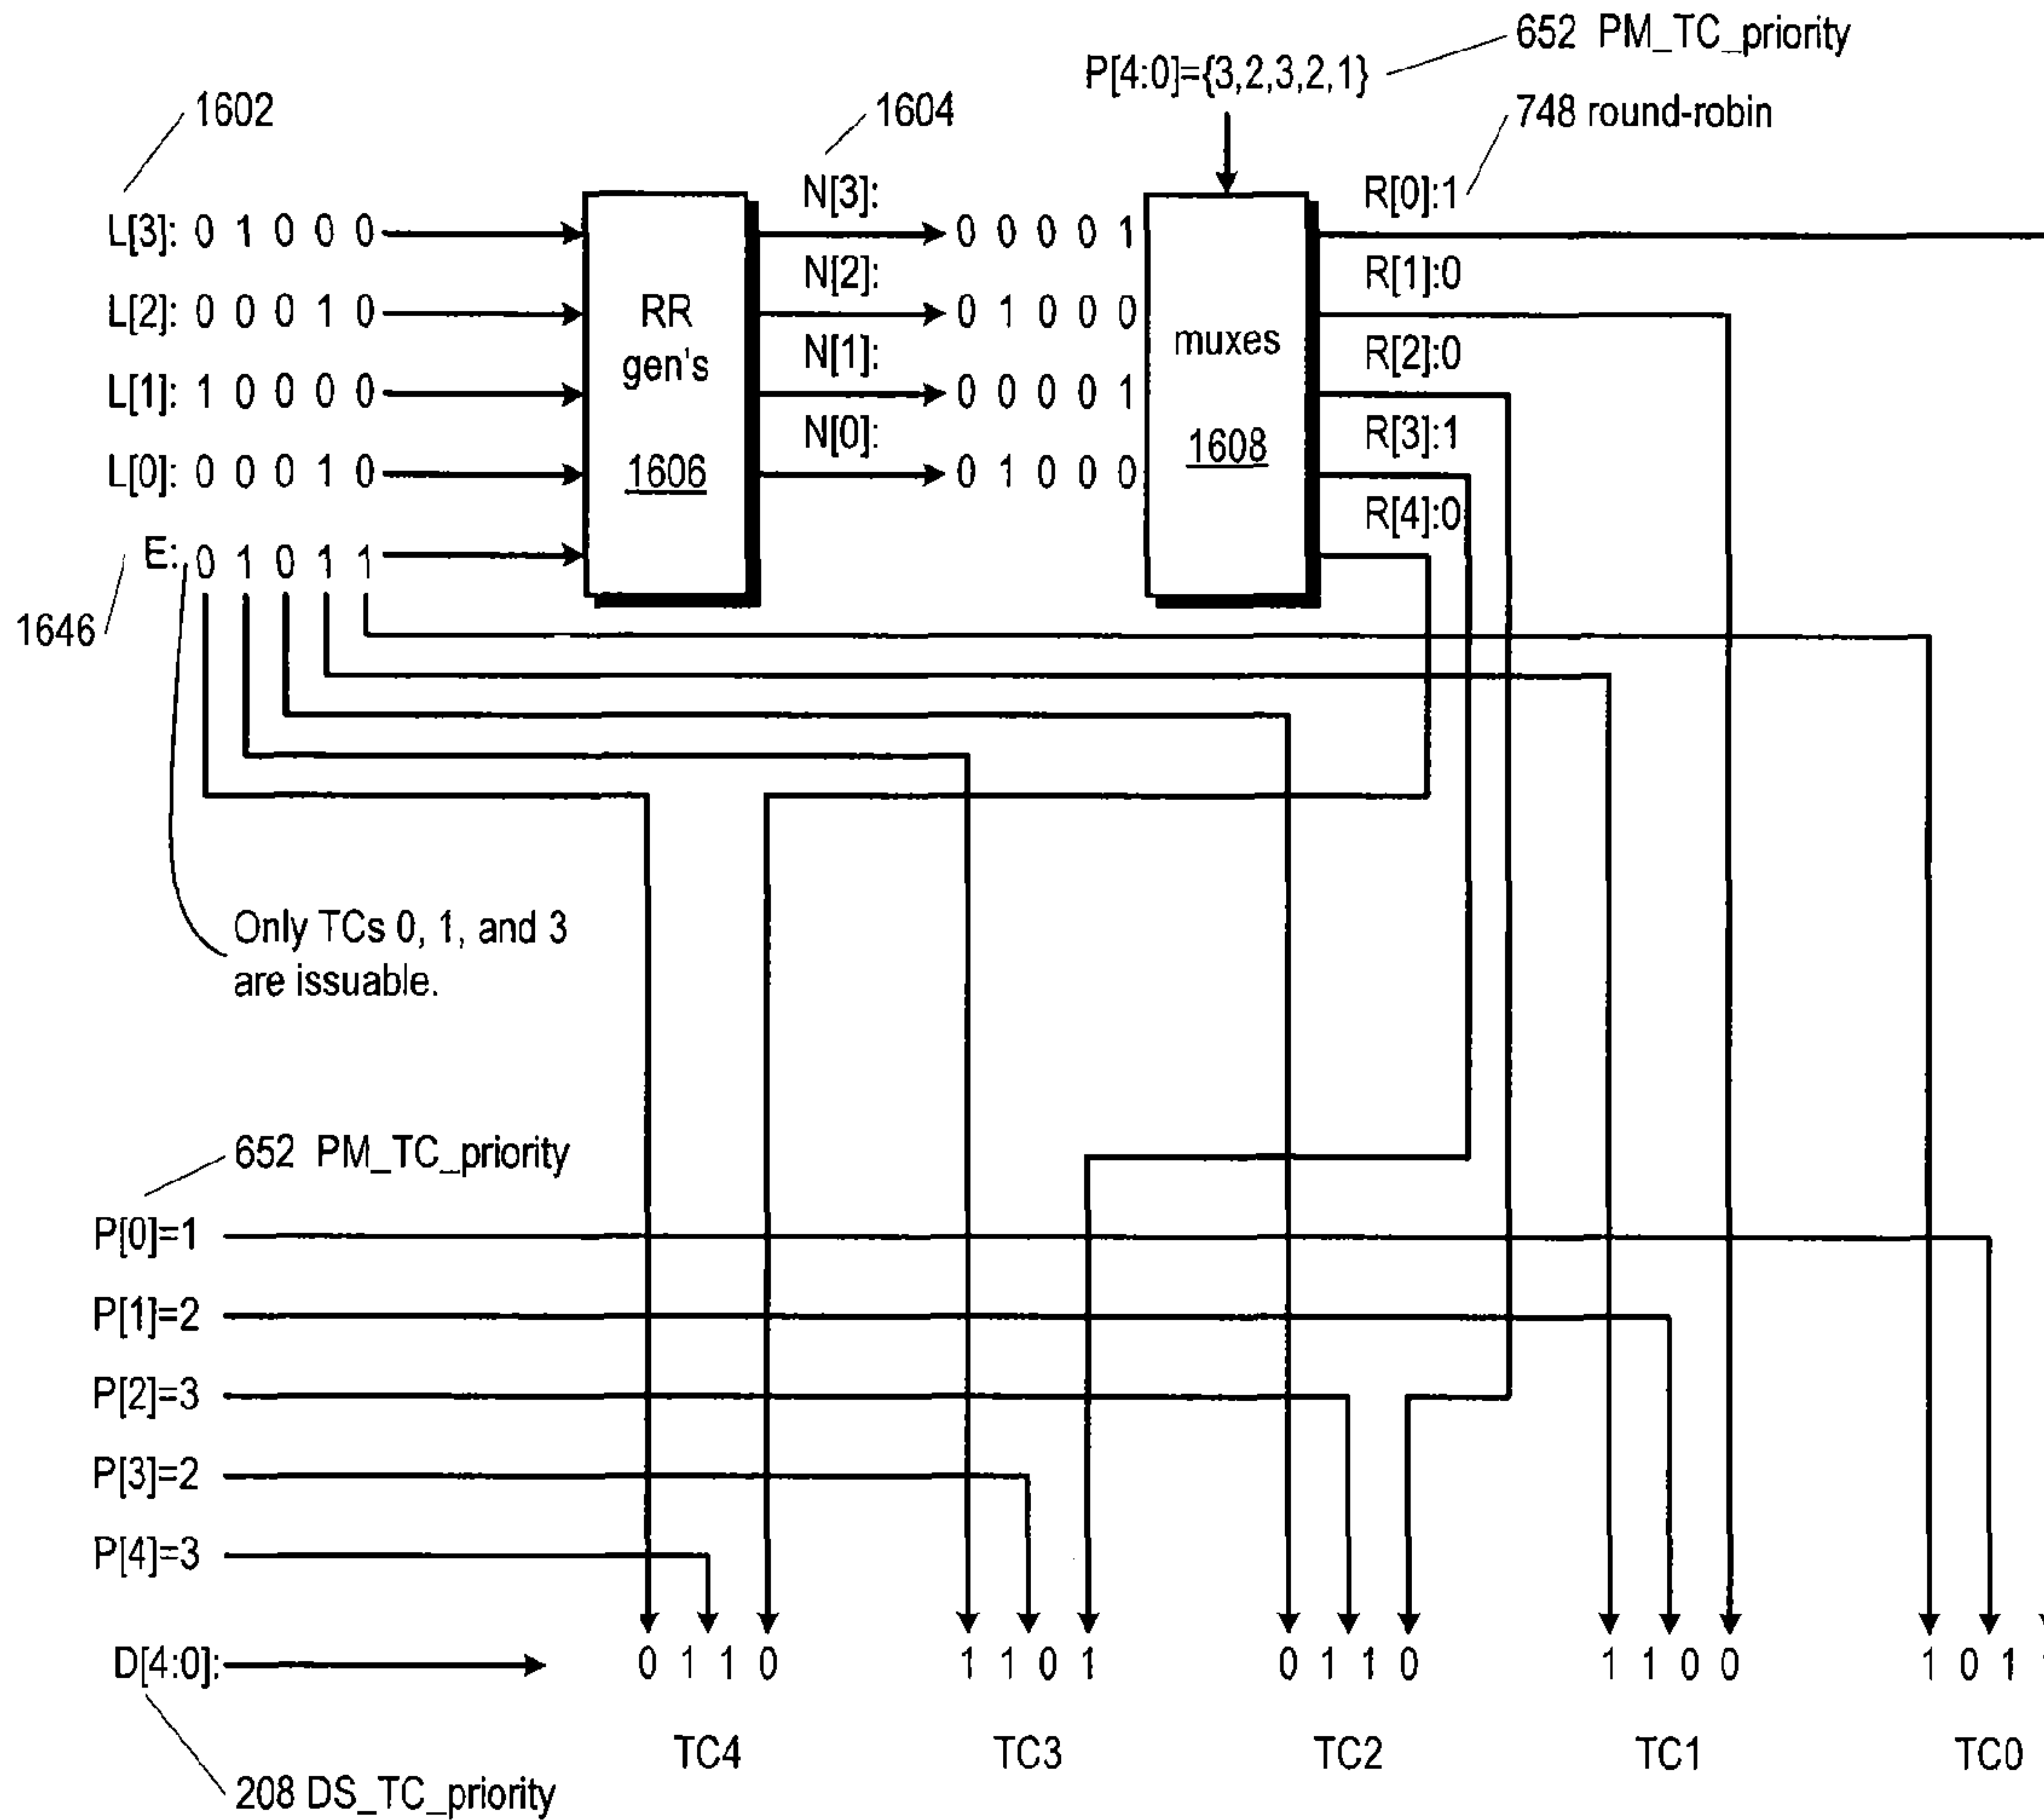 652 PM_TC_priority
P[4:0]={3,2,3,2,1}
1602
1604
748 round-robin
L[3]: 0 1 0 0 0
N[3]:
0 0 0 0 1
R[0]:1
L[2]: 0 0 0 1 0
RR
gen's
1606
N[2]:
0 1 0 0 0
muxes
1608
R[1]:0
L[1]: 1 0 0 0 0
N[1]:
0 0 0 0 1
R[2]:0
L[0]: 0 0 0 1 0
N[0]:
0 1 0 0 0
R[3]:1
R[4]:0
E: 0 1 0 1 1
1646
Only TCs 0, 1, and 3
are issuable.
652 PM_TC_priority
P[0]=1
P[1]=2
P[2]=3
P[3]=2
P[4]=3
D[4:0]: 0 1 1 0 1 1 0 1 0 1 1 0 1 1 0 0 1 0 1
TC4 TC3 TC2 TC1 TC0
208 DS_TC_priority